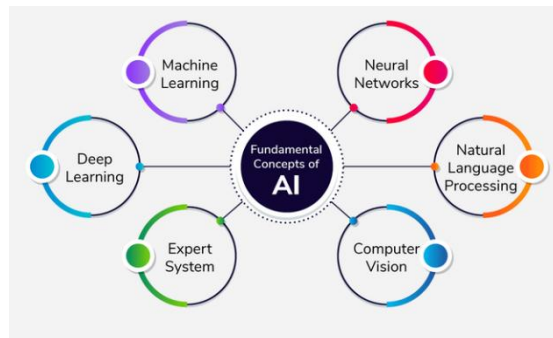 Machine
Learning
Neural
Networks
Deep
Learning
Fundamental
Concepts of
AI
Natural
Language
Processing
Expert
System
Computer
Vision